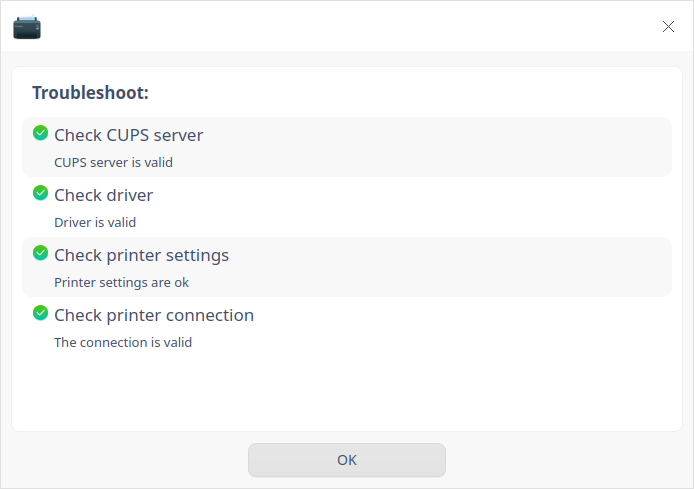 Troubleshoot:
Check CUPS server
CUPS server is valid
Check driver
Driver is valid
Check printer settings
Printer settings are ok
Check printer connection
The connection is valid
OK